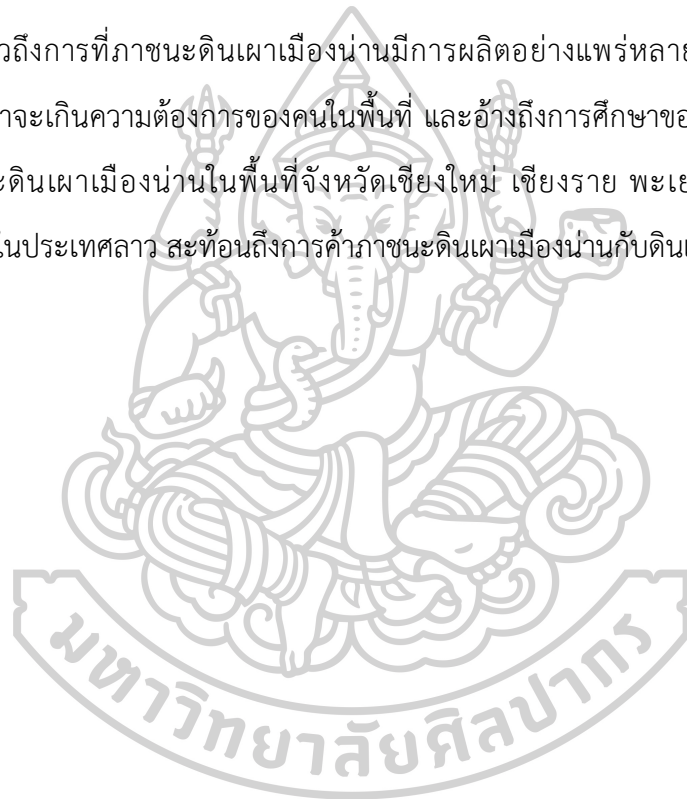 วถึงการที่ภาชนะดินเผาเมืองน่านมีการผลิตอย่างแพร่หลาย
าจะเกินความต้องการของคนในพื้นที่ และอ้างถึงการศึกษาขอ
ะดินเผาเมืองน่านในพื้นที่จังหวัดเชียงใหม่ เชียงราย พะเย
ในประเทศลาว สะท้อนถึงการค้าภาชนะดินเผาเมืองน่านกับดิน
มหาวิทยาลัยศิลปากร